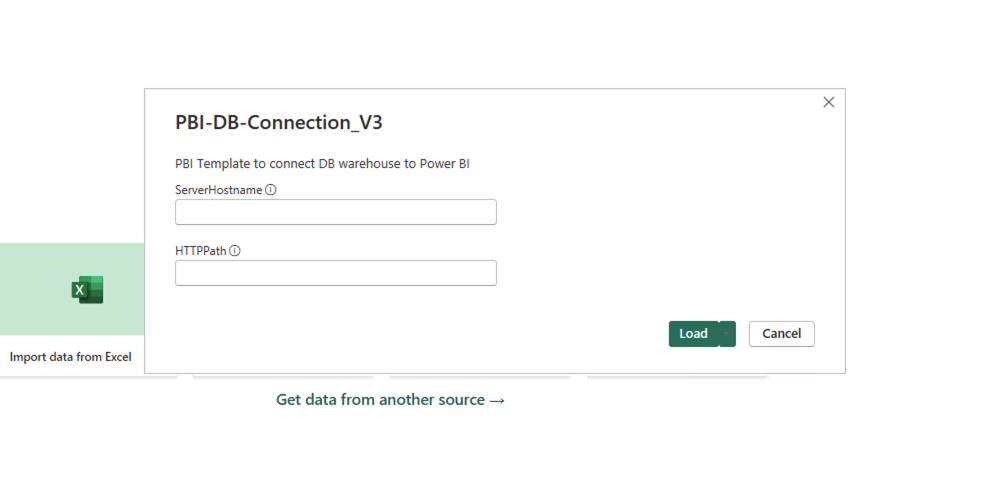 PBI-DB-Connection_V3
PBI Template to connect DB warehouse to Power BI
ServerHostname
HTTPPath
Load
Cancel
X
Import data from Excel
Get data from another source →